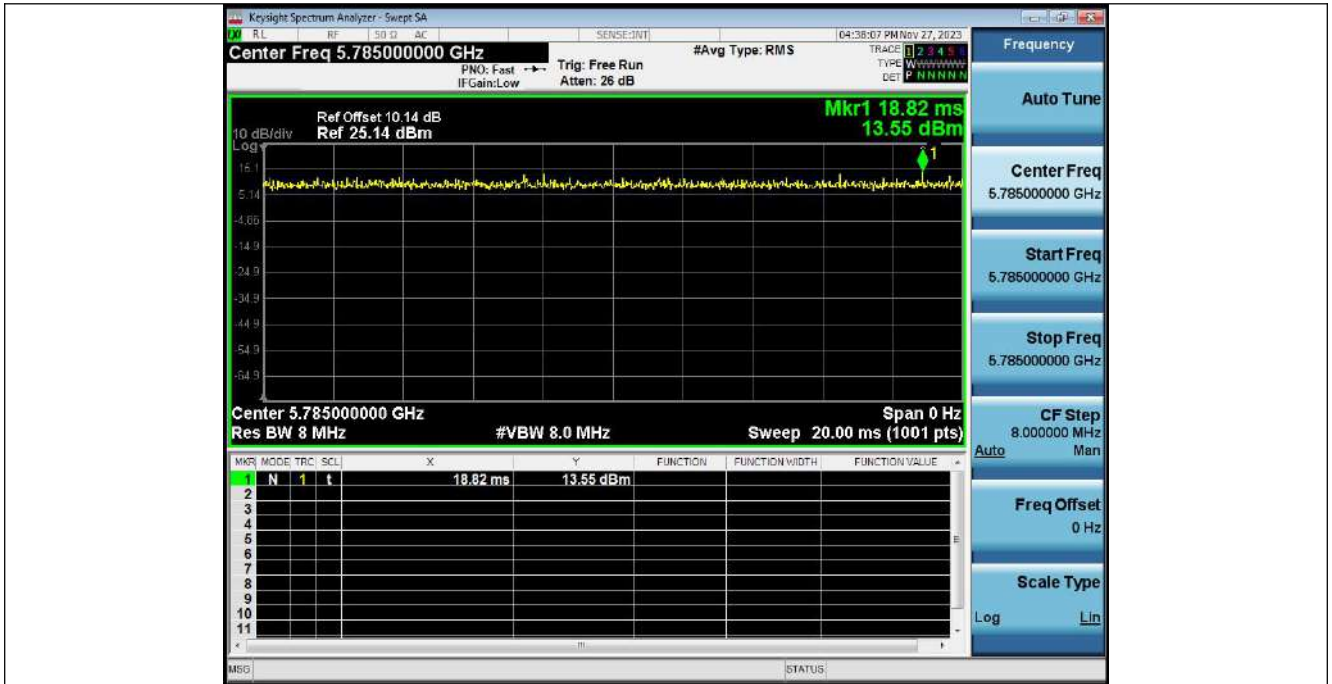 Keysight Spectrum Analyzer - Swept SA
RL RF 50 Ω AC SENSE:INT 04:38:07 PM Nov 27, 2023
Center Freq 5.785000000 GHz #Avg Type: RMS TRACE 1 2 3 4 5 6
PNO: Fast Trig: Free Run TYPE W
IFGain:Low Atten: 26 dB DET P N N N N N
Frequency
Auto Tune
Center Freq
5.785000000 GHz
Start Freq
5.785000000 GHz
Stop Freq
5.785000000 GHz
CF Step
8.000000 MHz
Auto Man
Freq Offset
0 Hz
Scale Type
Log Lin
Mkr1 18.82 ms
13.55 dBm
Ref Offset 10.14 dB
10 dB/div Ref 25.14 dBm
Log
1
15.1
5.14
-4.86
-14.9
-24.9
-34.9
-44.9
-54.9
-64.9
Center 5.785000000 GHz Span 0 Hz
Res BW 8 MHz #VBW 8.0 MHz Sweep 20.00 ms (1001 pts)
MKR MODE TRC SCL X Y FUNCTION FUNCTION WIDTH FUNCTION VALUE
1 N 1 t 18.82 ms 13.55 dBm
2
3
4
5
6
7
8
9
10
11
MSG STATUS